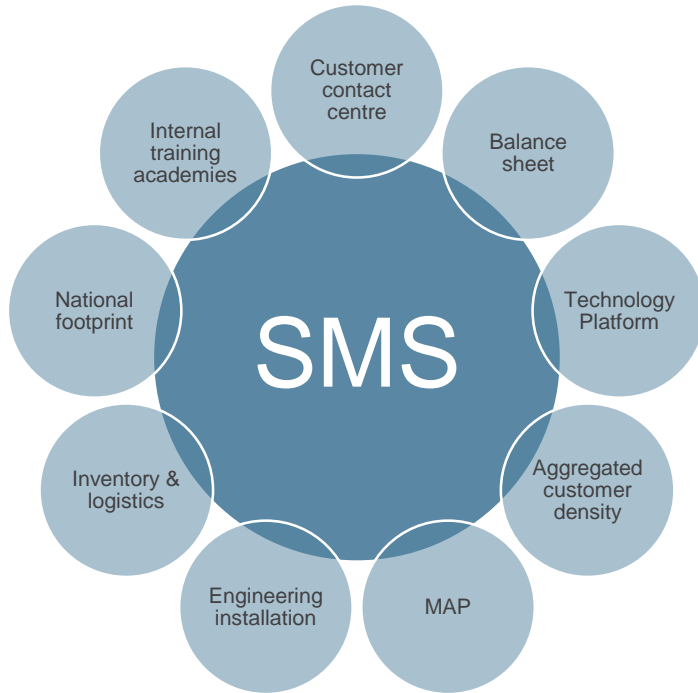 Customer
contact
centre
Balance
sheet
Technology
Platform
Aggregated
customer
density
MAP
Engineering
installation
Inventory &
logistics
National
footprint
Internal
training
academies
SMS